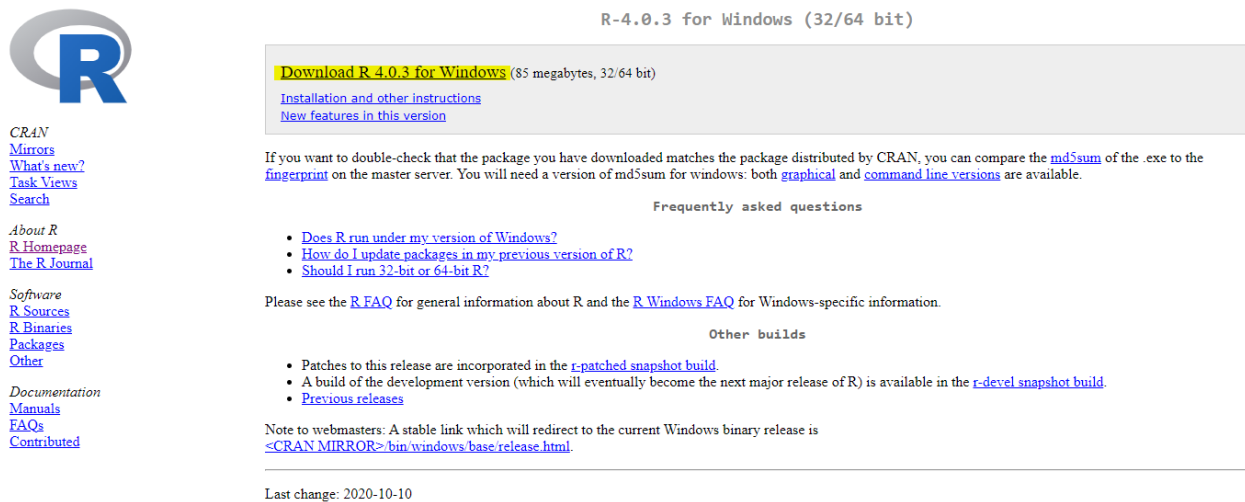 R
CRAN
Mirrors
What's new?
Task Views
Search
About R
R Homepage
The R Journal
Software
R Sources
R Binaries
Packages
Other
Documentation
Manuals
FAQs
Contributed
R-4.0.3 for Windows (32/64 bit)
Download R 4.0.3 for Windows (85 megabytes, 32/64 bit)
Installation and other instructions
New features in this version
If you want to double-check that the package you have downloaded matches the package distributed by CRAN, you can compare the md5sum of the .exe to the
fingerprint on the master server. You will need a version of md5sum for windows: both graphical and command line versions are available.
Frequently asked questions
• Does R run under my version of Windows?
• How do I update packages in my previous version of R?
• Should I run 32-bit or 64-bit R?
Please see the R FAQ for general information about R and the R Windows FAQ for Windows-specific information.
Other builds
• Patches to this release are incorporated in the r-patched snapshot build.
• A build of the development version (which will eventually become the next major release of R) is available in the r-devel snapshot build.
• Previous releases
Note to webmasters: A stable link which will redirect to the current Windows binary release is
<CRAN MIRROR>/bin/windows/base/release.html.
Last change: 2020-10-10